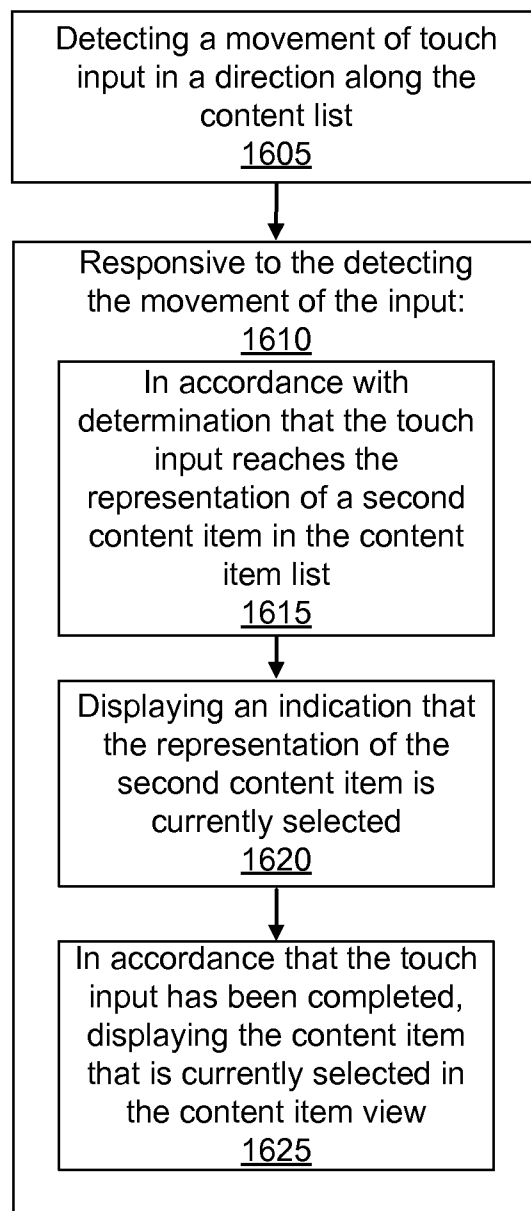 Detecting a movement of touch
input in a direction along the
content list
1605
Responsive to the detecting
the movement of the input:
1610
In accordance with
determination that the touch
input reaches the
representation of a second
content item in the content
item list
1615
Displaying an indication that
the representation of the
second content item is
currently selected
1620
In accordance that the touch
input has been completed,
displaying the content item
that is currently selected in
the content item view
1625